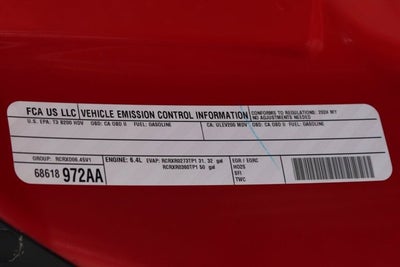 FCA US LLC VEHICLE EMISSION CONTROL INFORMATION CONFORMS TO REGULATIONS: 2024 MY
NO ADJUSTMENTS NEEDED.
U.S. EPA: T3 6200 HDV OBD: CA OBD II FUEL: GASOLINE CA: ULEV200 MDV OBD: CA OBD II FUEL: GASOLINE
GROUP: RCRXD06.45V1 ENGINE: 6.4L EVAP: RCRXR0273TP1 31, 32 gal EGR / EGRC
RCRXR0360TP1 50 gal HO2S
SFI
TWC
68618 972AA